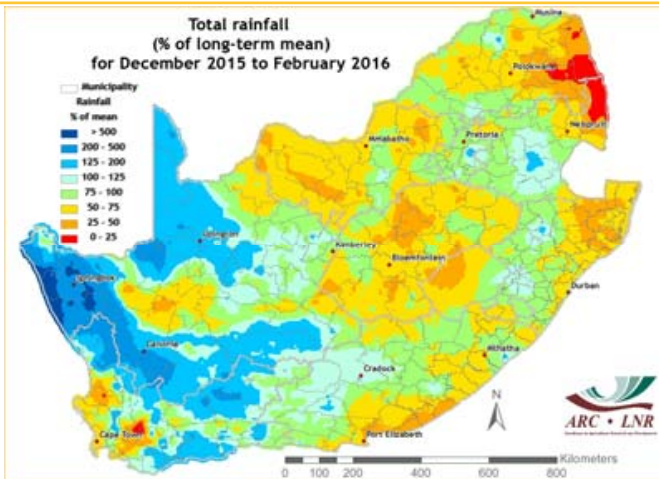 Total rainfall
(% of long-term mean)
for December 2015 to February 2016
Municipality
Rainfall
% of mean
> 500
200 - 500
125 - 200
100 - 125
75 - 100
50 - 75
25 - 50
0 - 25
Musina
Polokwane
Nelspruit
Mmabatho
Pretoria
Upington
Kimberley
Bloemfontein
Springbok
Durban
Calvinia
Mthatha
Cradock
Cape Town
Port Elizabeth
N
ARC • LNR
Kilometers
0 100 200 400 600 800